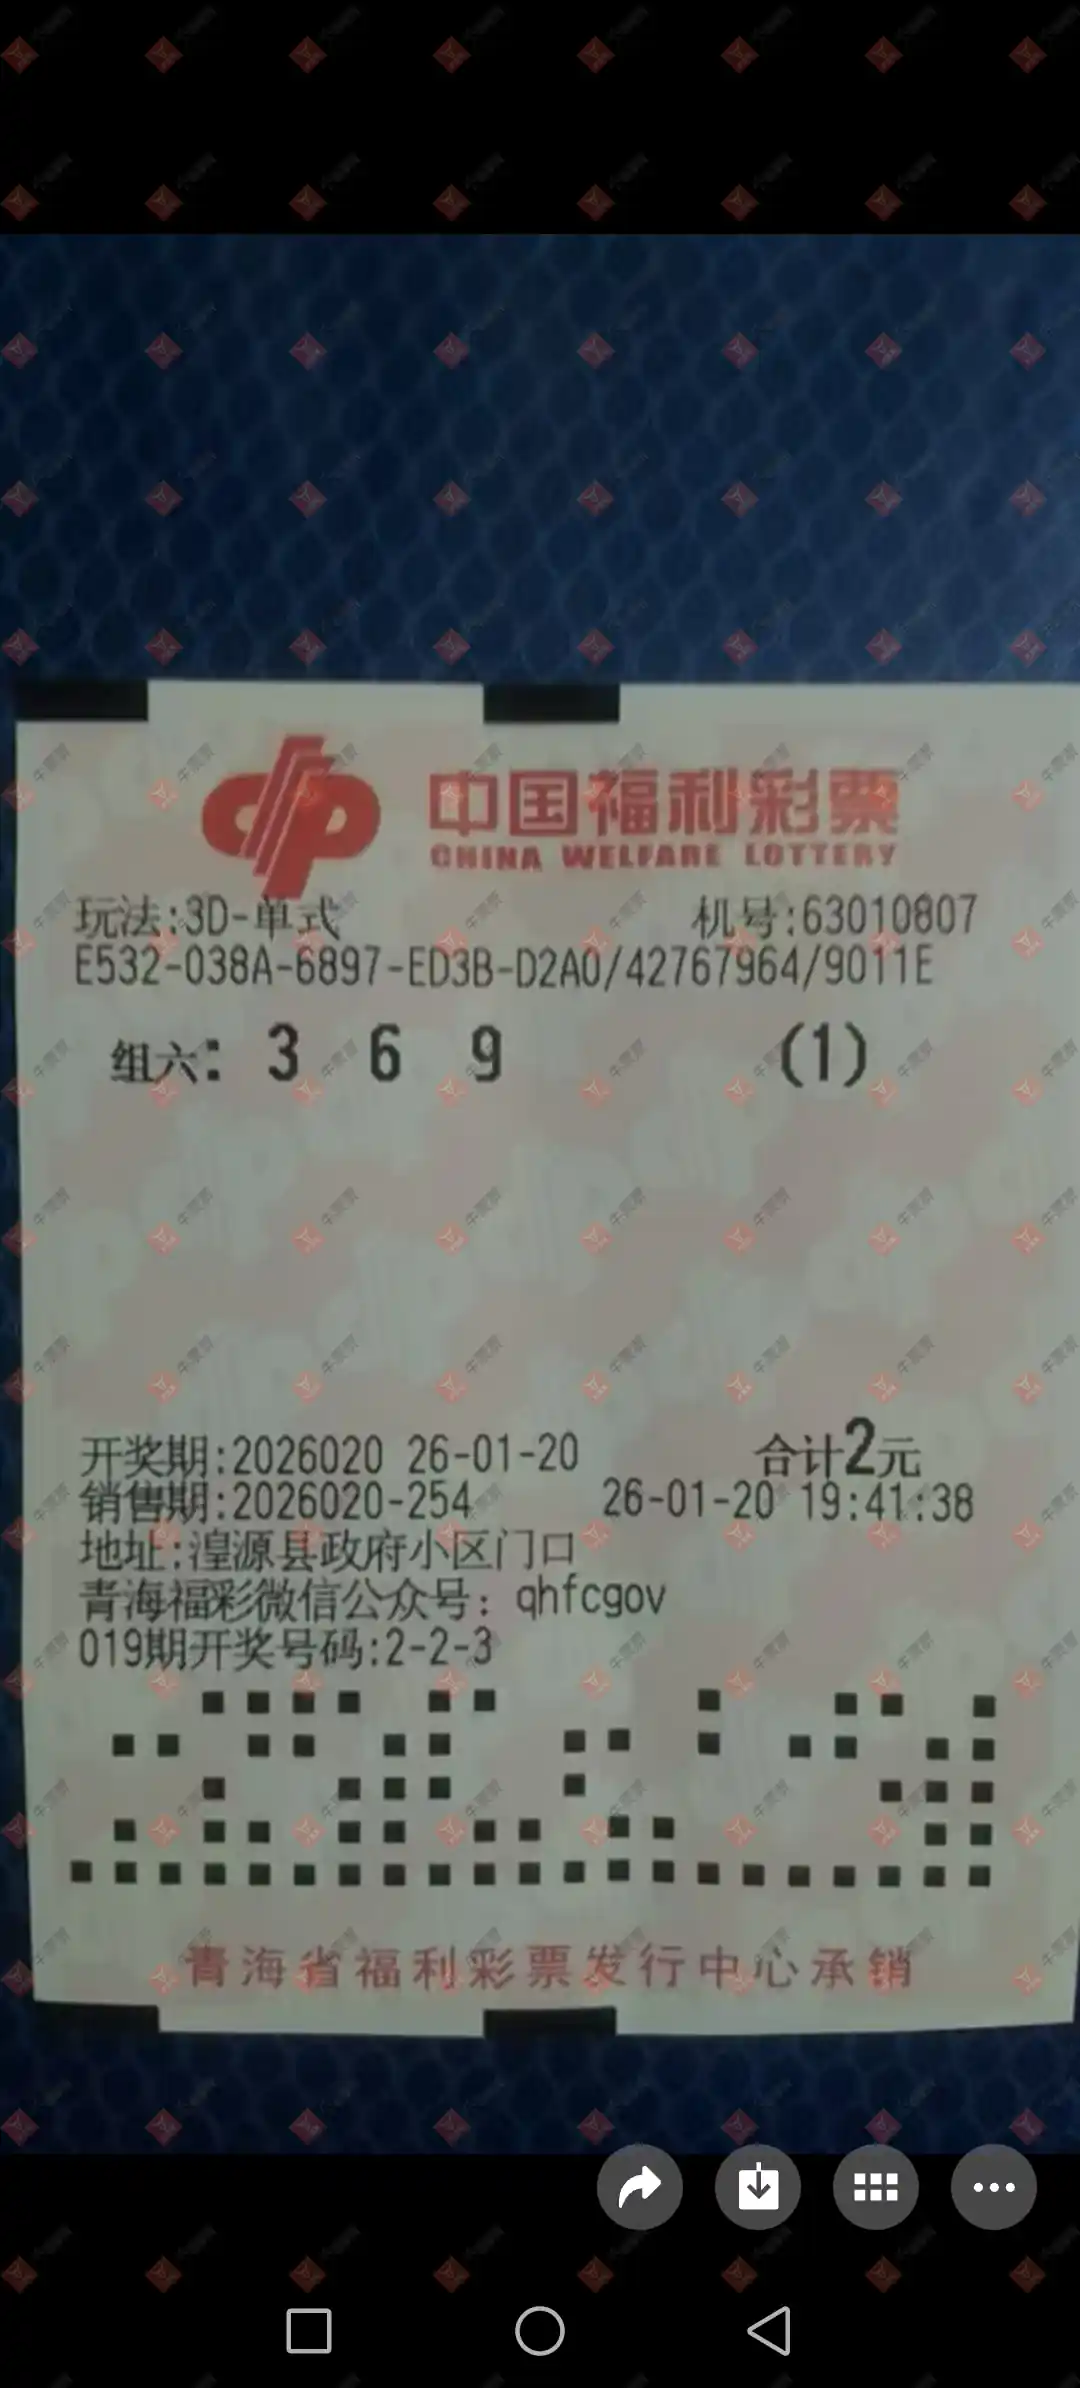 中国福利彩票
CHINA WELFARE LOTTERY
玩法:3D-单式 机号:63010807
E532-038A-6897-ED3B-D2A0/42767964/9011E
组六: 3 6 9 (1)
开奖期:2026020 26-01-20 合计2元
销售期:2026020-254 26-01-20 19:41:38
地址:湟源县政府小区门口
青海福彩微信公众号: qhfcgov
019期开奖号码:2-2-3
青海省福利彩票发行中心承销